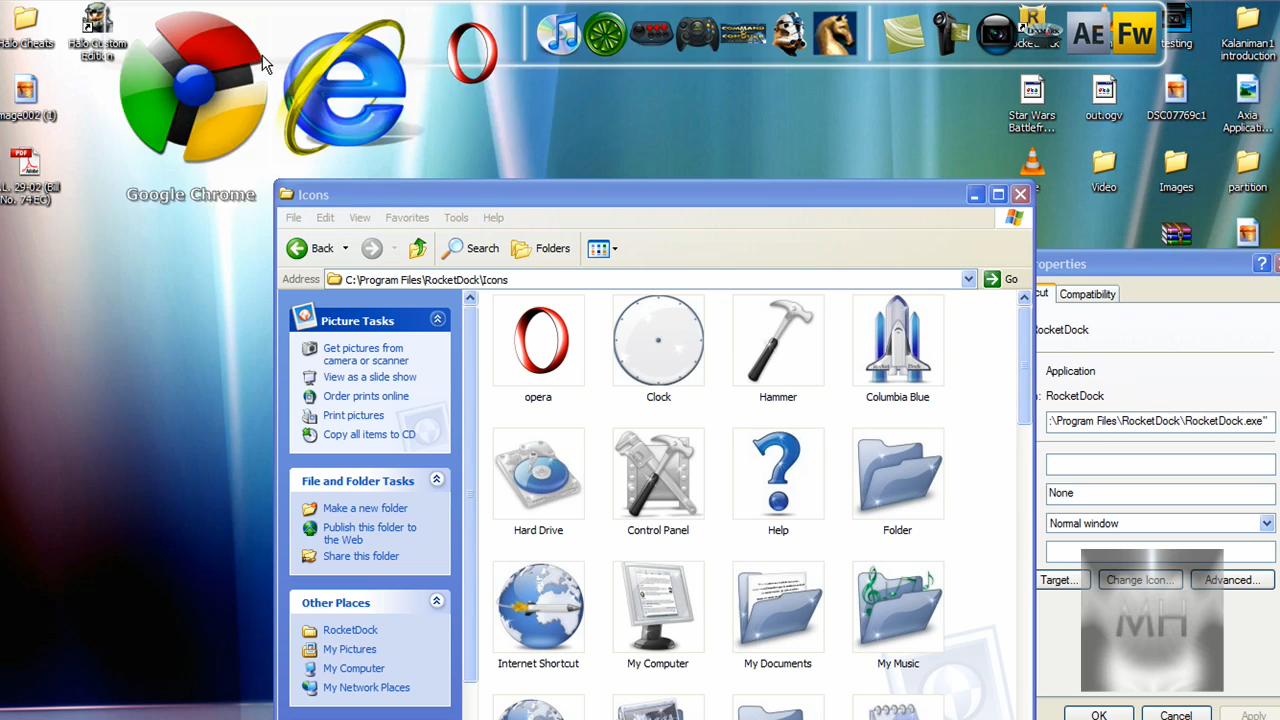 Halo Cheats
Halo Custom
Edition
mage002 (1)
PDF
.L. 29-02 (Bill
No. 74 EC)
Google Chrome
AE
Fw
testing
Kalaniman1
introduction
Star Wars
Battlefr...
out.ogv
DSC07769c1
Axia
Applicati...
Video
Images
partition
Icons
File Edit View Favorites Tools Help
Back
Search
Folders
Address
C:\Program Files\RocketDock\Icons
Go
Picture Tasks
Get pictures from
camera or scanner
View as a slide show
Order prints online
Print pictures
Copy all items to CD
File and Folder Tasks
Make a new folder
Publish this folder to
the Web
Share this folder
Other Places
RocketDock
My Pictures
My Computer
My Network Places
opera
Clock
Hammer
Columbia Blue
Hard Drive
Control Panel
Help
Folder
Internet Shortcut
My Computer
My Documents
My Music
roperties
cut
Compatibility
RocketDock
Application
RocketDock
:\Program Files\RocketDock\RocketDock.exe"
None
Normal window
Target...
Change Icon...
Advanced...
MH
OK
Cancel
Apply